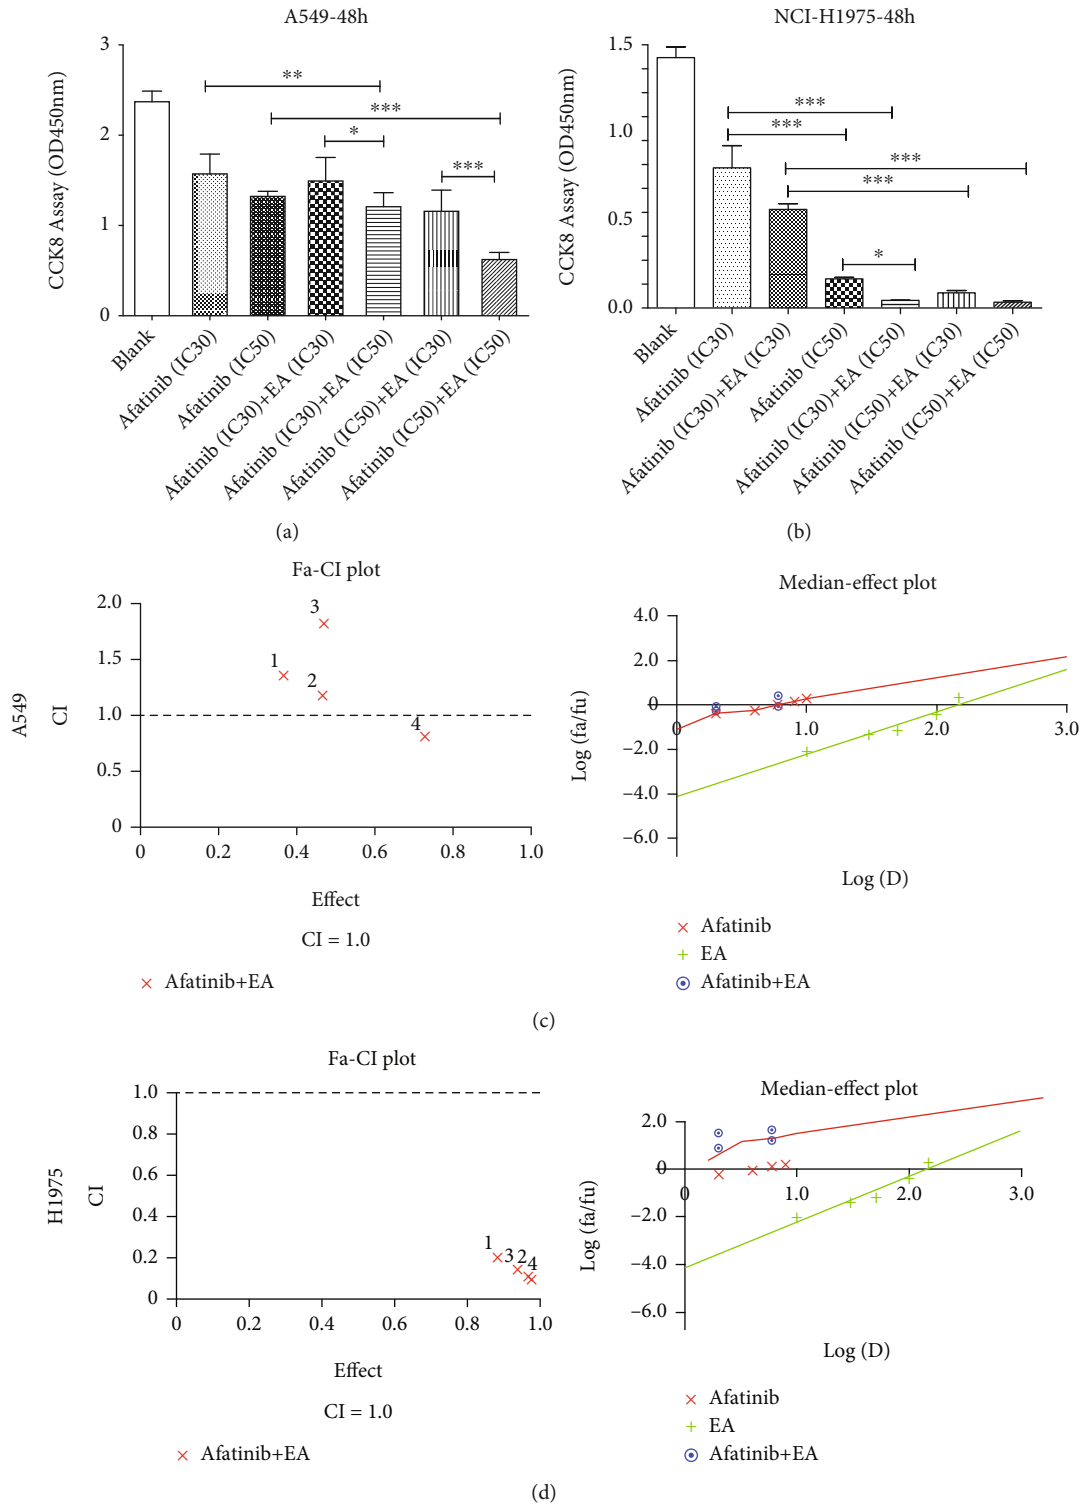 A549-48h
CCK8 Assay (OD450nm)
3
2
1
0
**
***
*
***
Blank
Afatinib (IC30)
Afatinib (IC50)
Afatinib (IC30)+EA (IC30)
Afatinib (IC30)+EA (IC50)
Afatinib (IC50)+EA (IC30)
Afatinib (IC50)+EA (IC50)
(a)
NCI-H1975-48h
CCK8 Assay (OD450nm)
1.5
1.0
0.5
0.0
***
***
***
***
*
Blank
Afatinib (IC30)
Afatinib (IC30)+EA (IC30)
Afatinib (IC50)
Afatinib (IC30)+EA (IC50)
Afatinib (IC50)+EA (IC30)
Afatinib (IC50)+EA (IC50)
(b)
A549
Fa-CI plot
CI
2.0
1.5
1.0
0.5
0
1
2
3
4
0 0.2 0.4 0.6 0.8 1.0
Effect
CI = 1.0
Afatinib+EA
Median-effect plot
Log (fa/fu)
4.0
2.0
0
−2.0
−4.0
−6.0
0 1.0 2.0 3.0
Log (D)
Afatinib
EA
Afatinib+EA
(c)
H1975
Fa-CI plot
CI
1.0
0.8
0.6
0.4
0.2
0
1 3 2 4
0 0.2 0.4 0.6 0.8 1.0
Effect
CI = 1.0
Afatinib+EA
Median-effect plot
Log (fa/fu)
2.0
0
−2.0
−4.0
−6.0
0 1.0 2.0 3.0
Log (D)
Afatinib
EA
Afatinib+EA
(d)